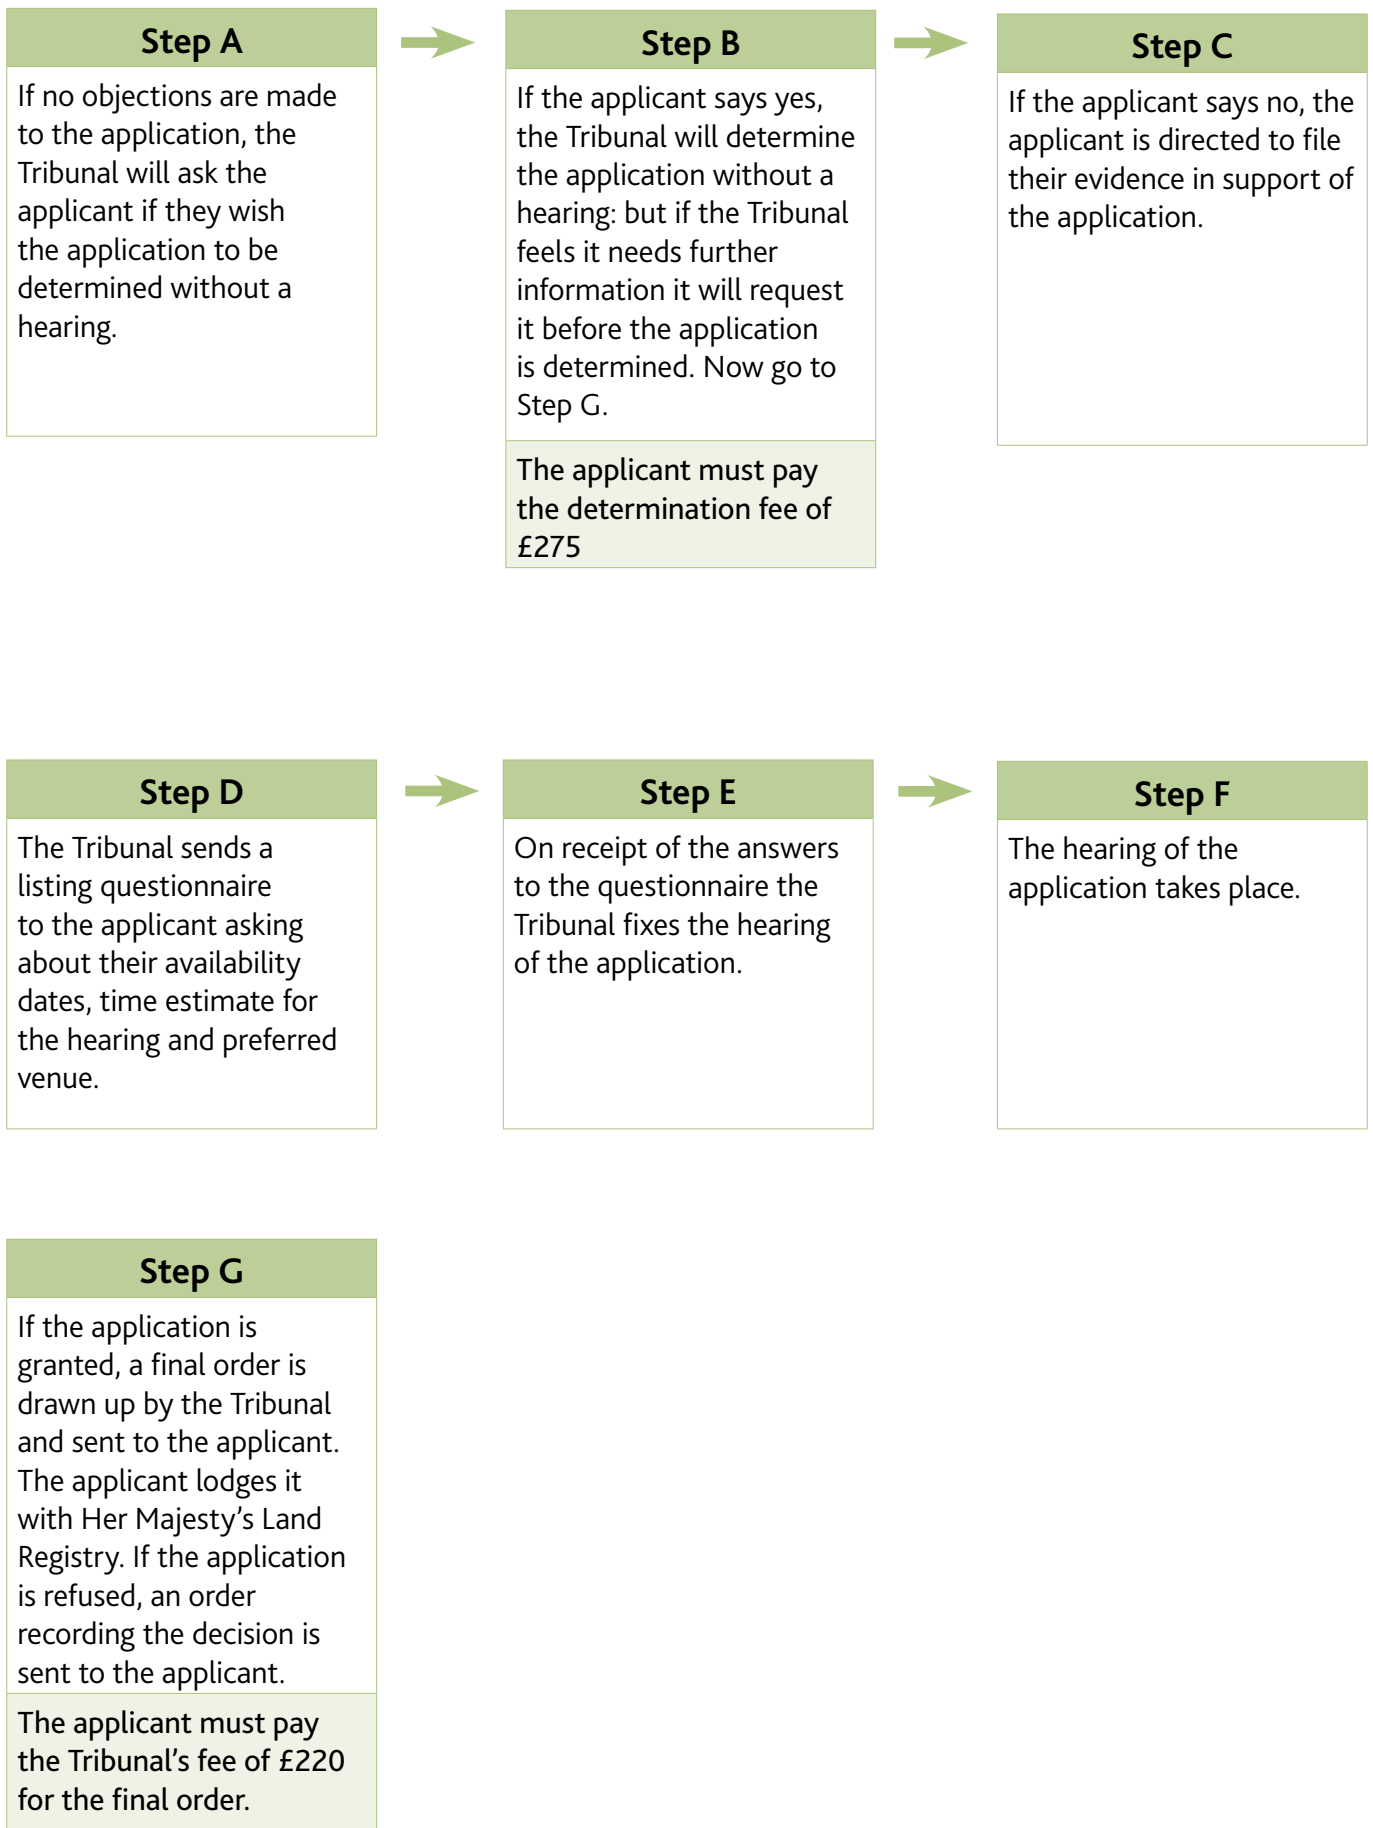 Step A
If no objections are made
to the application, the
Tribunal will ask the
applicant if they wish
the application to be
determined without a
hearing.
Step B
If the applicant says yes,
the Tribunal will determine
the application without a
hearing: but if the Tribunal
feels it needs further
information it will request
it before the application
is determined. Now go to
Step G.
The applicant must pay
the determination fee of
£275
Step C
If the applicant says no, the
applicant is directed to file
their evidence in support of
the application.
Step D
The Tribunal sends a
listing questionnaire
to the applicant asking
about their availability
dates, time estimate for
the hearing and preferred
venue.
Step E
On receipt of the answers
to the questionnaire the
Tribunal fixes the hearing
of the application.
Step F
The hearing of the
application takes place.
Step G
If the application is
granted, a final order is
drawn up by the Tribunal
and sent to the applicant.
The applicant lodges it
with Her Majesty’s Land
Registry. If the application
is refused, an order
recording the decision is
sent to the applicant.
The applicant must pay
the Tribunal’s fee of £220
for the final order.